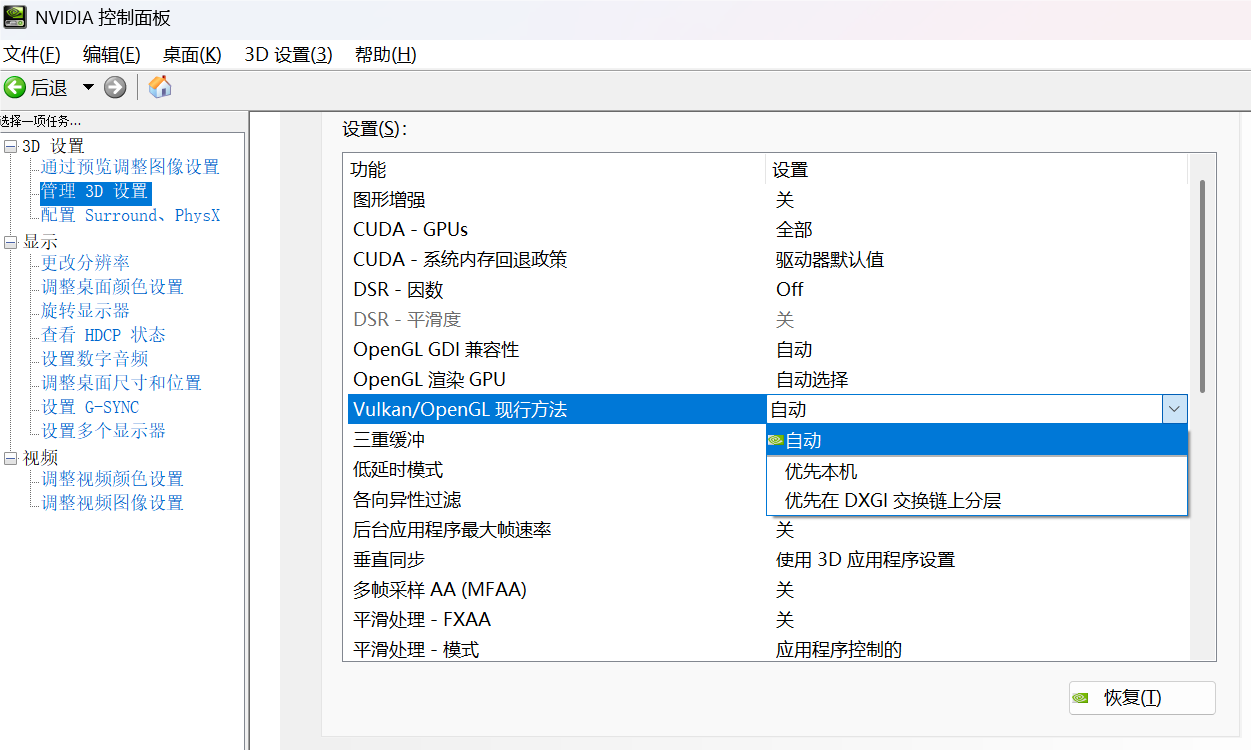 NVIDIA 控制面板
文件(F) 编辑(E) 桌面(K) 3D 设置(3) 帮助(H)
后退
选择一项任务...
3D 设置
通过预览调整图像设置
管理 3D 设置
配置 Surround、PhysX
显示
更改分辨率
调整桌面颜色设置
旋转显示器
查看 HDCP 状态
设置数字音频
调整桌面尺寸和位置
设置 G-SYNC
设置多个显示器
视频
调整视频颜色设置
调整视频图像设置
设置(S):
功能 设置
图形增强 关
CUDA - GPUs 全部
CUDA - 系统内存回退政策 驱动器默认值
DSR - 因数 Off
DSR - 平滑度 关
OpenGL GDI 兼容性 自动
OpenGL 渲染 GPU 自动选择
Vulkan/OpenGL 现行方法 自动
三重缓冲 自动
低延时模式 优先本机
各向异性过滤 优先在 DXGI 交换链上分层
后台应用程序最大帧速率 关
垂直同步 使用 3D 应用程序设置
多帧采样 AA (MFAA) 关
平滑处理 - FXAA 关
平滑处理 - 模式 应用程序控制的
恢复(T)